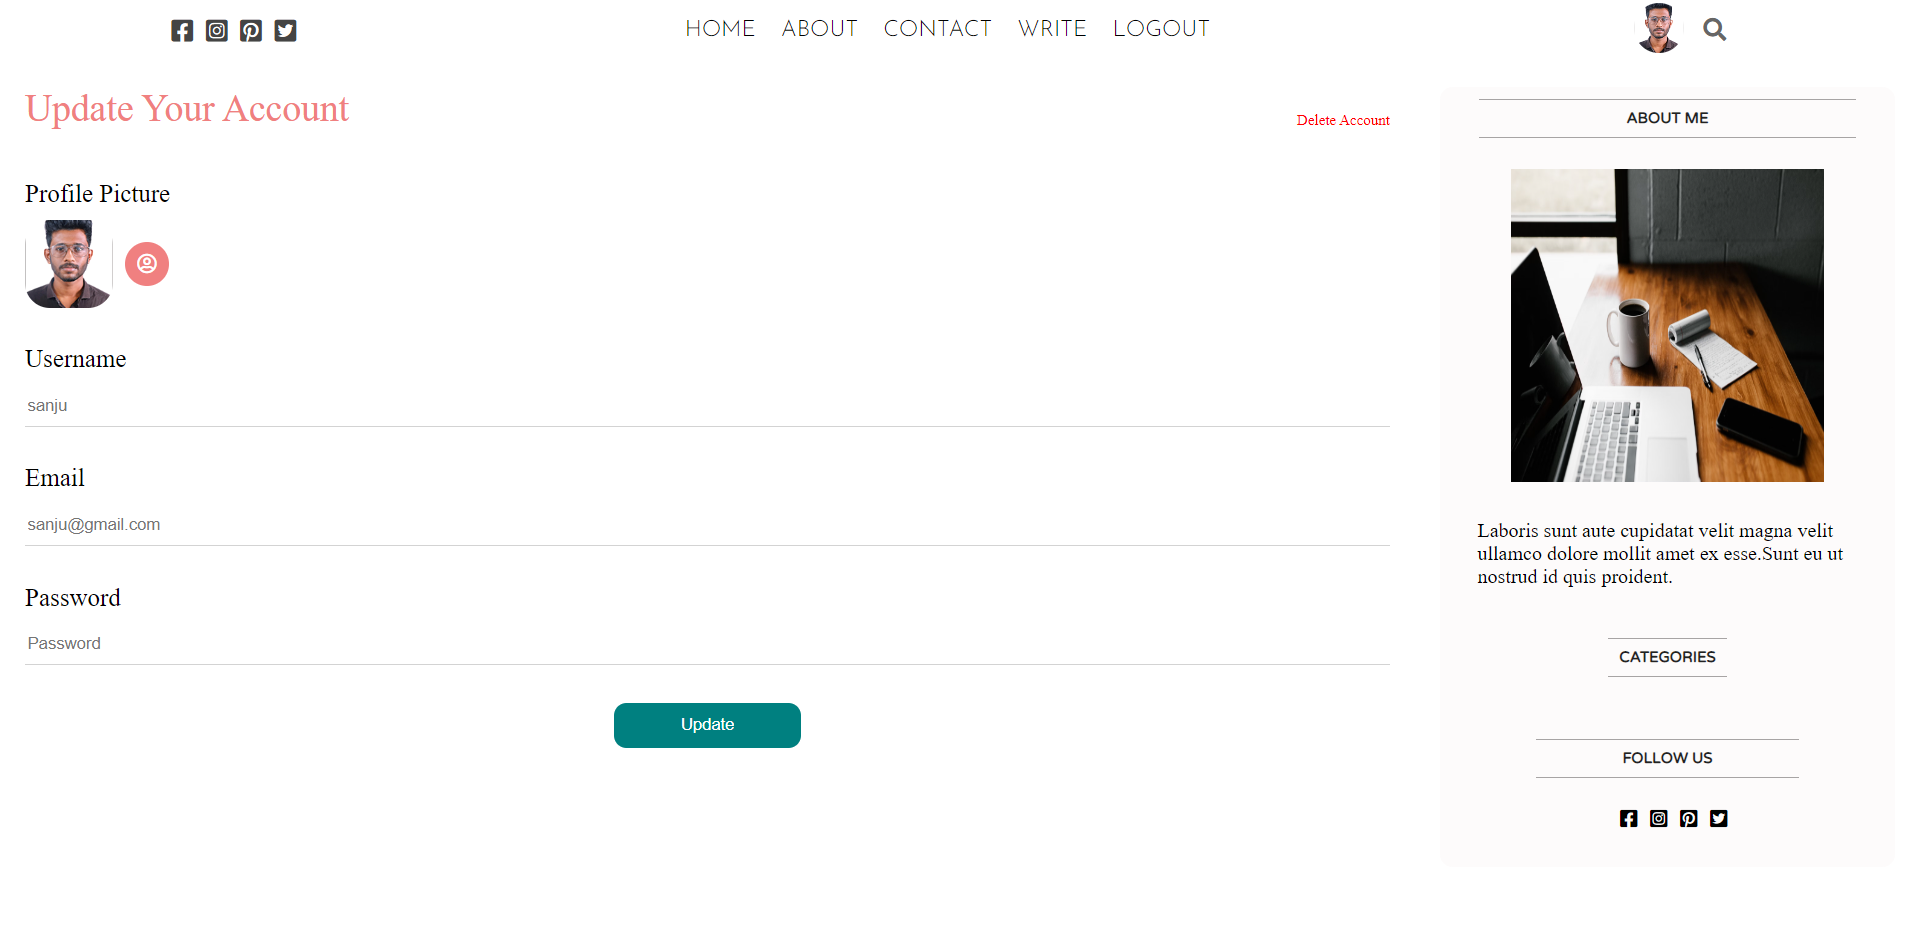 HOME ABOUT CONTACT WRITE LOGOUT
Update Your Account
Delete Account
Profile Picture
Username
sanju
Email
sanju@gmail.com
Password
Password
Update
ABOUT ME
Laboris sunt aute cupidatat velit magna velit
ullamco dolore mollit amet ex esse.Sunt eu ut
nostrud id quis proident.
CATEGORIES
FOLLOW US